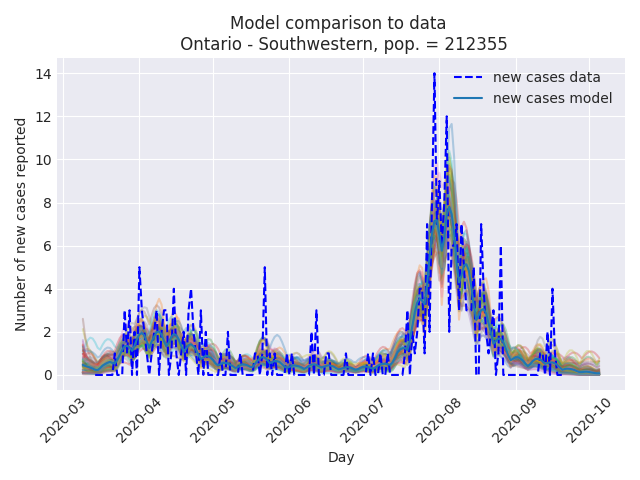 Model comparison to data
Ontario - Southwestern, pop. = 212355
new cases data
new cases model
Number of new cases reported
14
12
10
8
6
4
2
0
2020-03
2020-04
2020-05
2020-06
2020-07
2020-08
2020-09
2020-10
Day